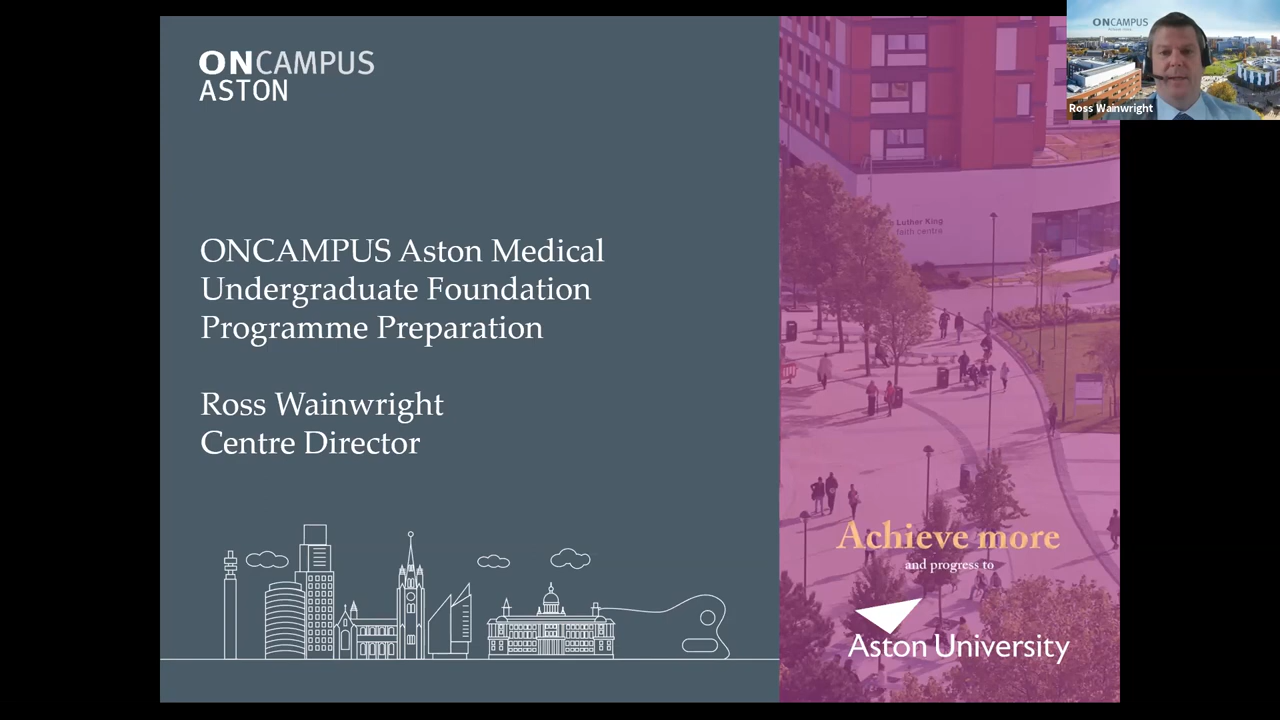 ONCAMPUS
ASTON
ONCAMPUS Aston Medical
Undergraduate Foundation
Programme Preparation
Ross Wainwright
Centre Director
Luther King
faith centre
Achieve more
and progress to
Aston University
ONCAMPUS
Ross Wainwright